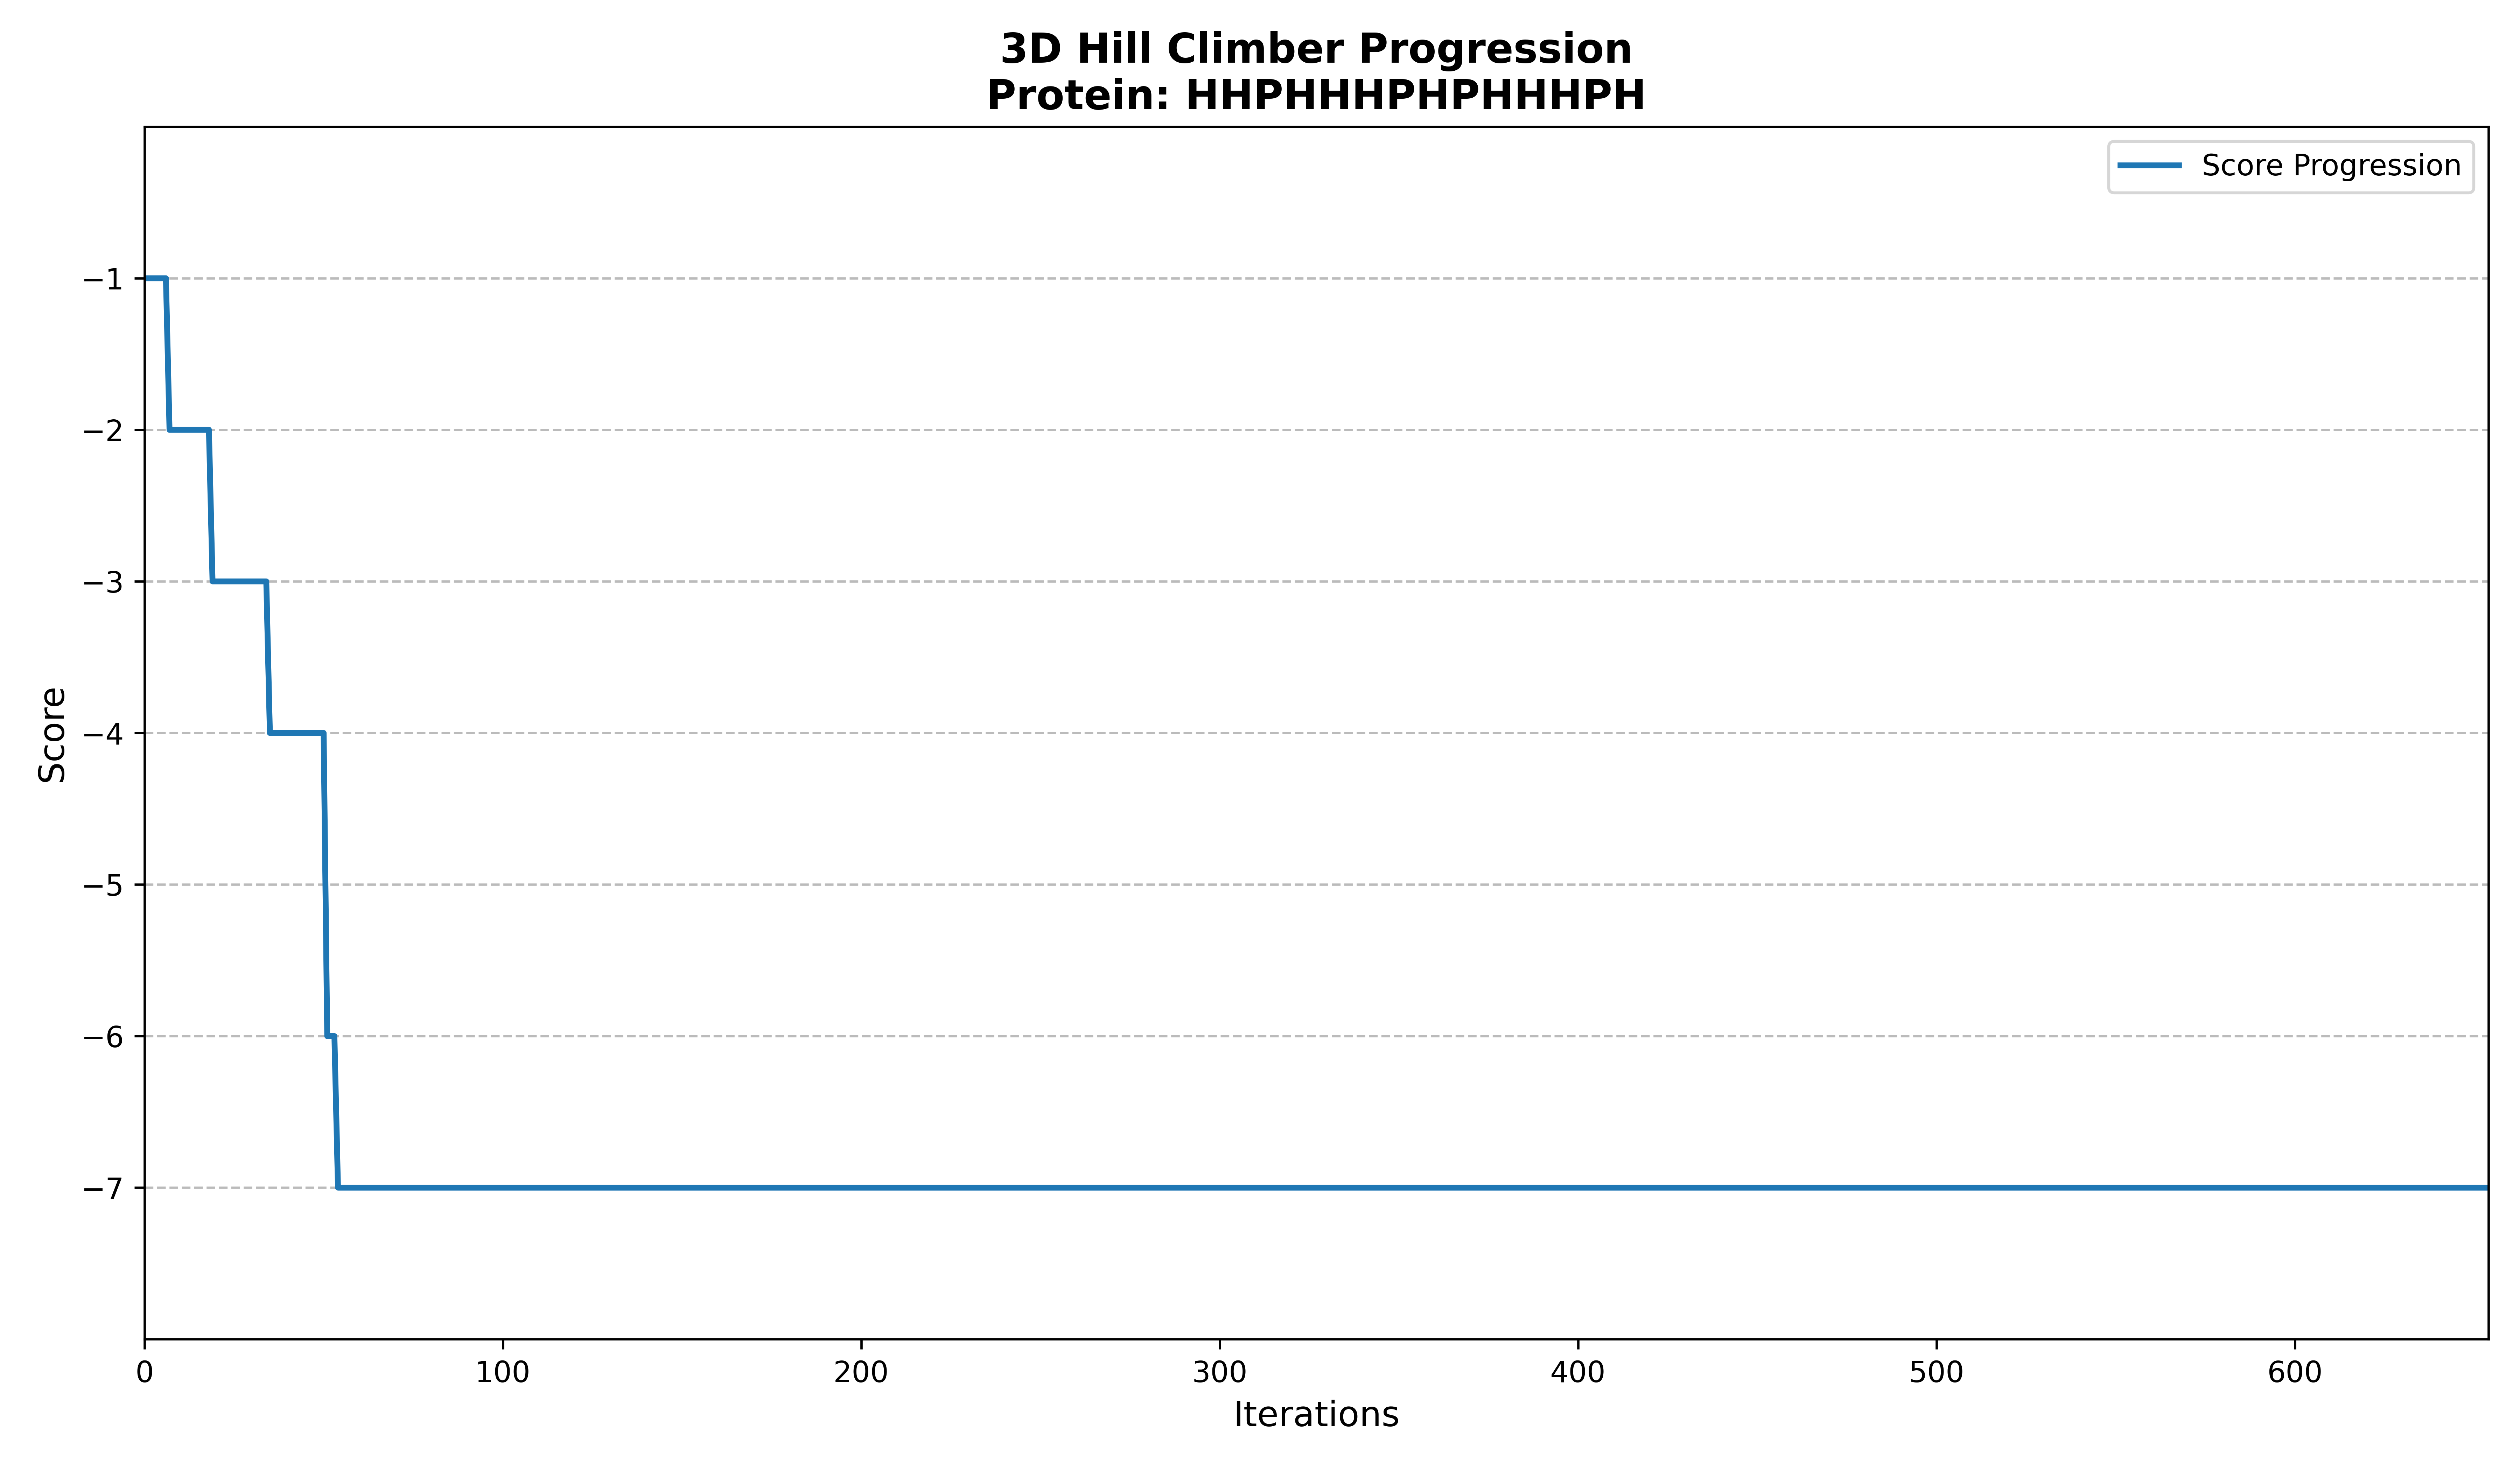 3D Hill Climber Progression
Protein: HHPHHHHPHPHHHHPH
Score Progression
Score
−1
−2
−3
−4
−5
−6
−7
0 100 200 300 400 500 600
Iterations